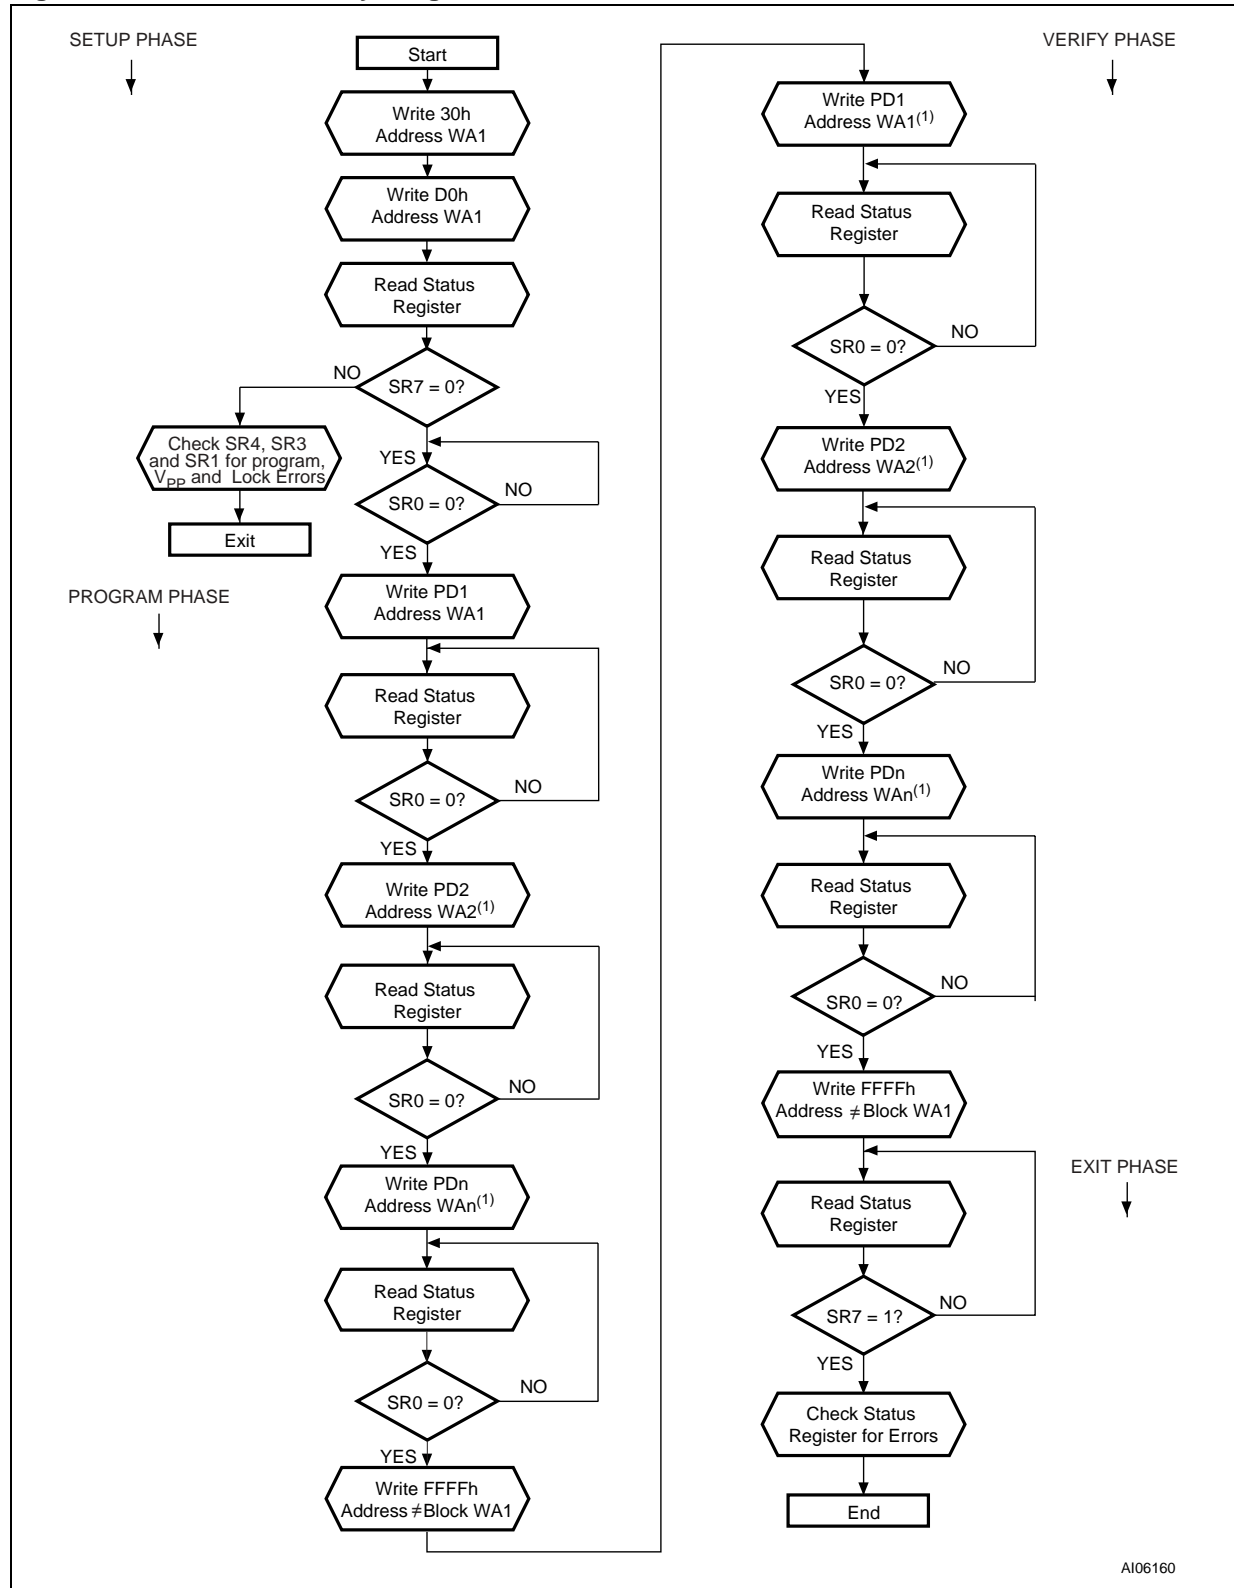 SETUP PHASE
Start
Write 30h
Address WA1
Write D0h
Address WA1
Read Status
Register
NO
SR7 = 0?
Check SR4, SR3
and SR1 for program,
VPP and Lock Errors
Exit
YES
SR0 = 0?
NO
YES
PROGRAM PHASE
Write PD1
Address WA1
Read Status
Register
SR0 = 0?
NO
YES
Write PD2
Address WA2(1)
Read Status
Register
SR0 = 0?
NO
YES
Write PDn
Address WAn(1)
Read Status
Register
SR0 = 0?
NO
YES
Write FFFFh
Address ≠Block WA1
VERIFY PHASE
Write PD1
Address WA1(1)
Read Status
Register
SR0 = 0?
NO
YES
Write PD2
Address WA2(1)
Read Status
Register
SR0 = 0?
NO
YES
Write PDn
Address WAn(1)
Read Status
Register
SR0 = 0?
NO
YES
Write FFFFh
Address ≠Block WA1
EXIT PHASE
Read Status
Register
SR7 = 1?
NO
YES
Check Status
Register for Errors
End
AI06160